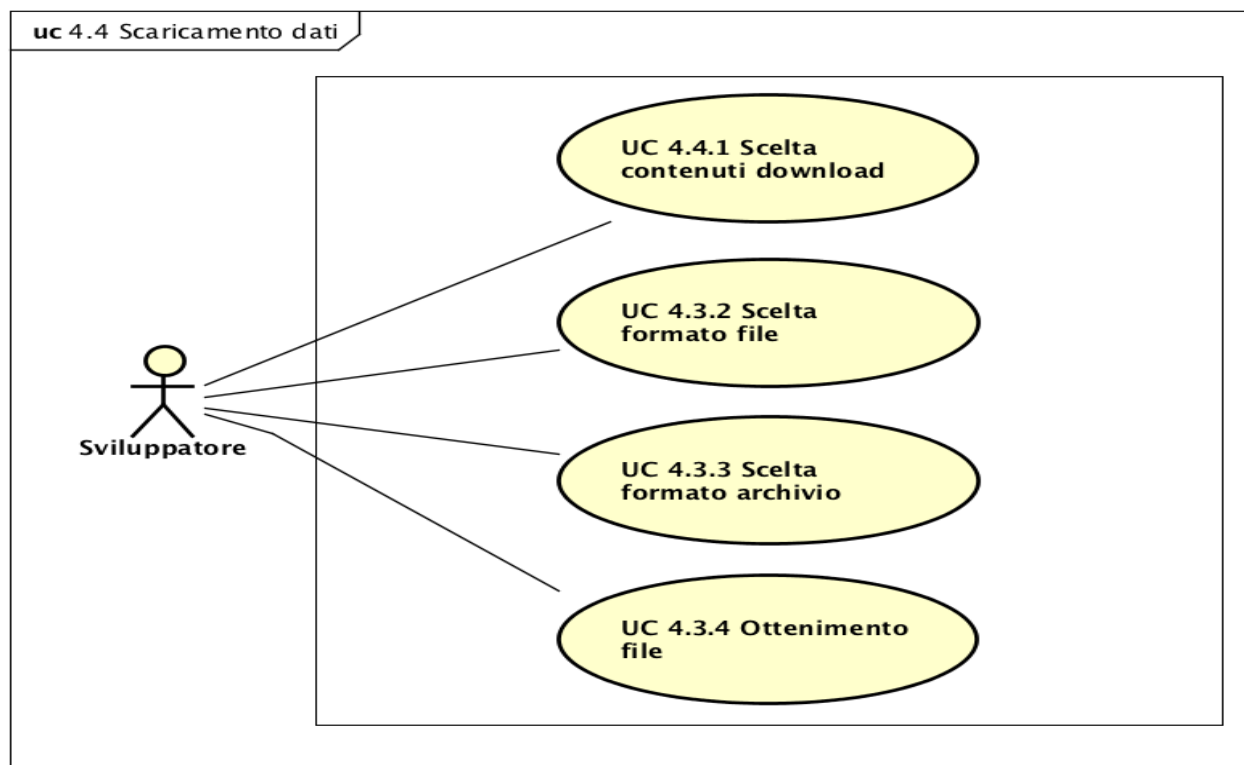 uc 4.4 Scaricamento dati
UC 4.4.1 Scelta
contenuti download
UC 4.3.2 Scelta
formato file
Sviluppatore
UC 4.3.3 Scelta
formato archivio
UC 4.3.4 Ottenimento
file